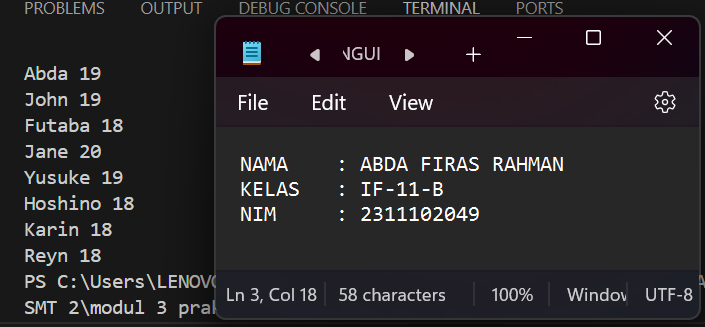 PROBLEMS OUTPUT DEBUG CONSOLE TERMINAL PORTS
NGUI
File Edit View
Abda 19
John 19
Futaba 18
Jane 20
Yusuke 19
Hoshino 18
Karin 18
Reyn 18
PS C:\Users\LENOVO
SMT 2\modul 3 prak
NAMA : ABDA FIRAS RAHMAN
KELAS : IF-11-B
NIM : 2311102049
Ln 3, Col 18 58 characters 100% Window UTF-8